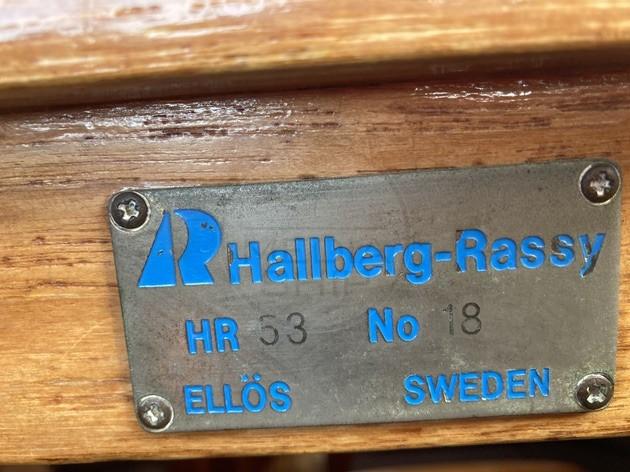 R Hallberg-Rassy
HR 53 No 18
ELLÖS SWEDEN